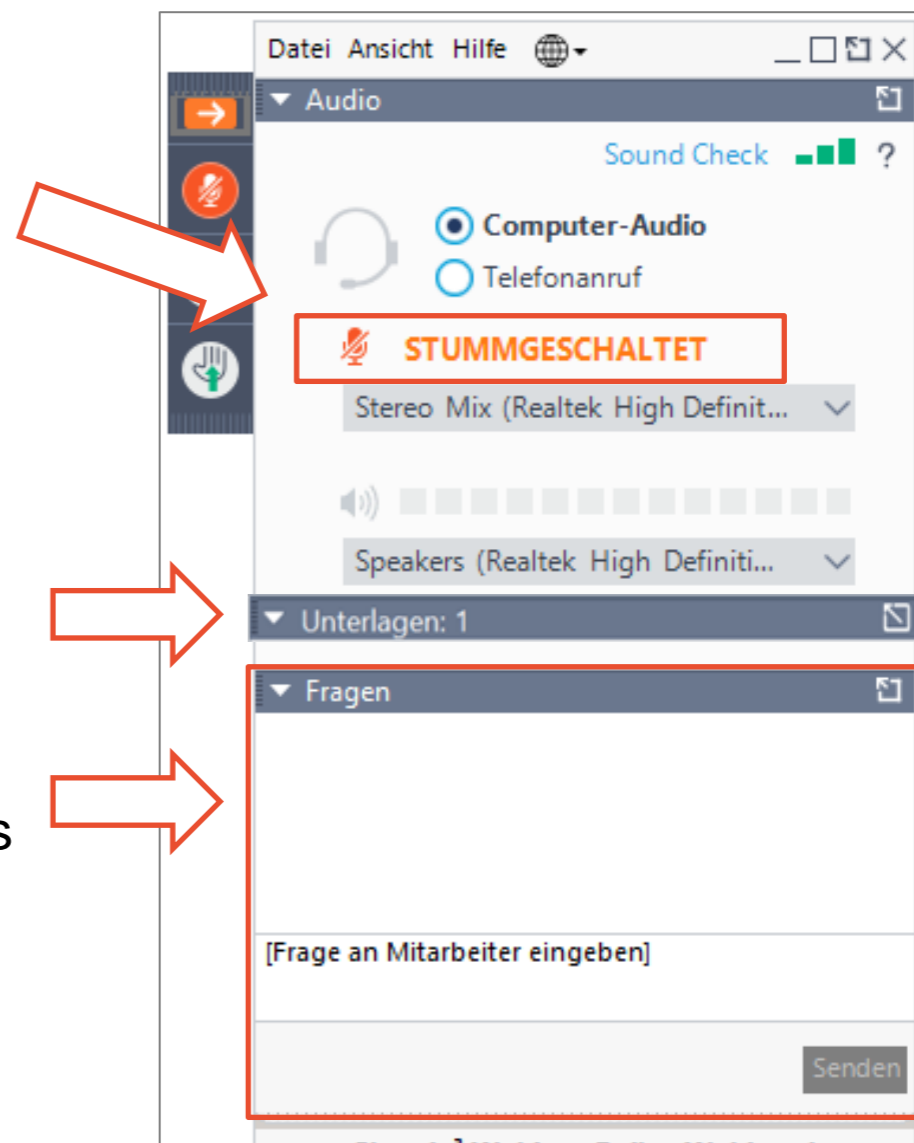 Datei Ansicht Hilfe
Audio
Sound Check ?
Computer-Audio
Telefonanruf
STUMMGESCHALTET
Stereo Mix (Realtek High Definit...
Speakers (Realtek High Definiti...
Unterlagen: 1
Fragen
s
[Frage an Mitarbeiter eingeben]
Senden